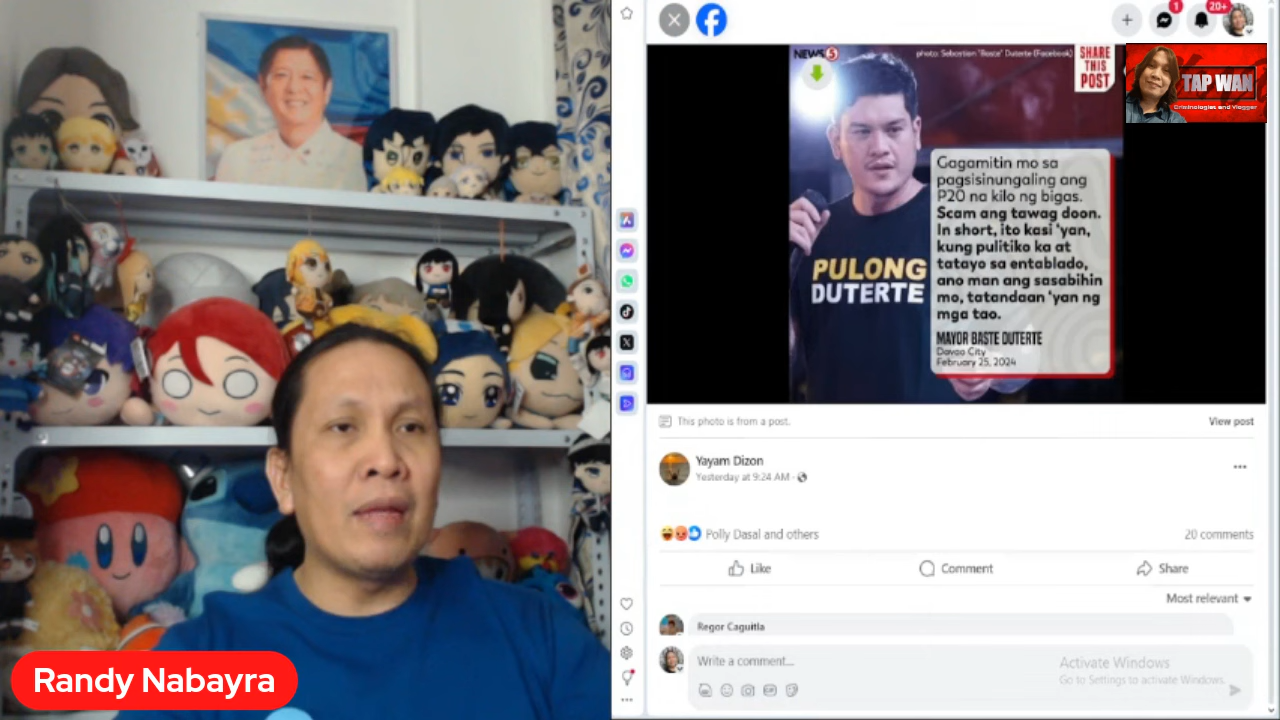 1
20+
NEWS 5
photo: Sebastian "Baste" Duterte (Facebook)
SHARE
THIS
POST
TAP WAN
Criminologist and Vlogger
Gagamitin mo sa
pagsisinungaling ang
P20 na kilo ng bigas.
Scam ang tawag doon.
In short, ito kasi 'yan,
kung pulitiko ka at
tatayo sa entablado,
ano man ang sasabihin
mo, tatandaan 'yan ng
mga tao.
MAYOR BASTE DUTERTE
Davao City
February 25, 2024
PULONG
DUTERTE
This photo is from a post.
View post
Yayam Dizon
Yesterday at 9:24 AM ·
Polly Dasal and others
20 comments
Like
Comment
Share
Most relevant
Regor Caguitla
Write a comment...
GIF
Activate Windows
Go to Settings to activate Windows.
Randy Nabayra